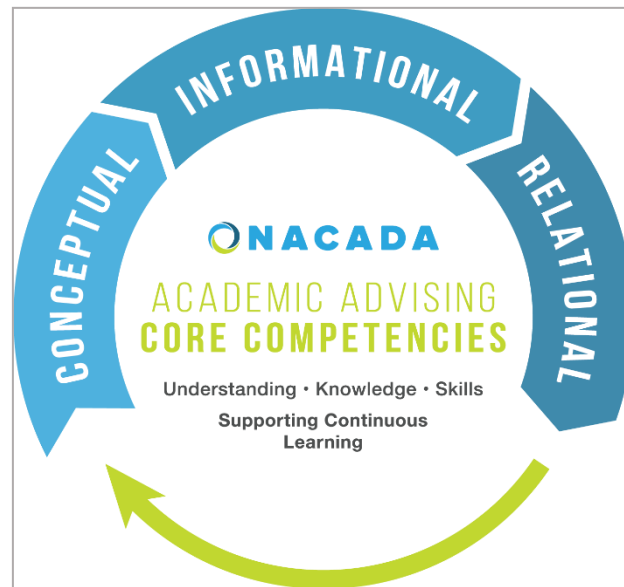 CONCEPTUAL
INFORMATIONAL
RELATIONAL
NACADA
ACADEMIC ADVISING
CORE COMPETENCIES
Understanding • Knowledge • Skills
Supporting Continuous
Learning